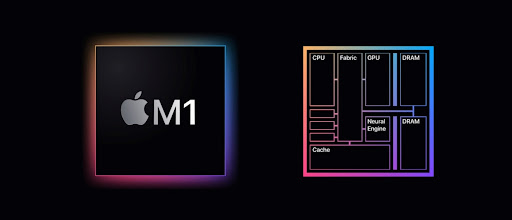 M1
CPU
Fabric
GPU
DRAM
Neural
Engine
DRAM
Cache